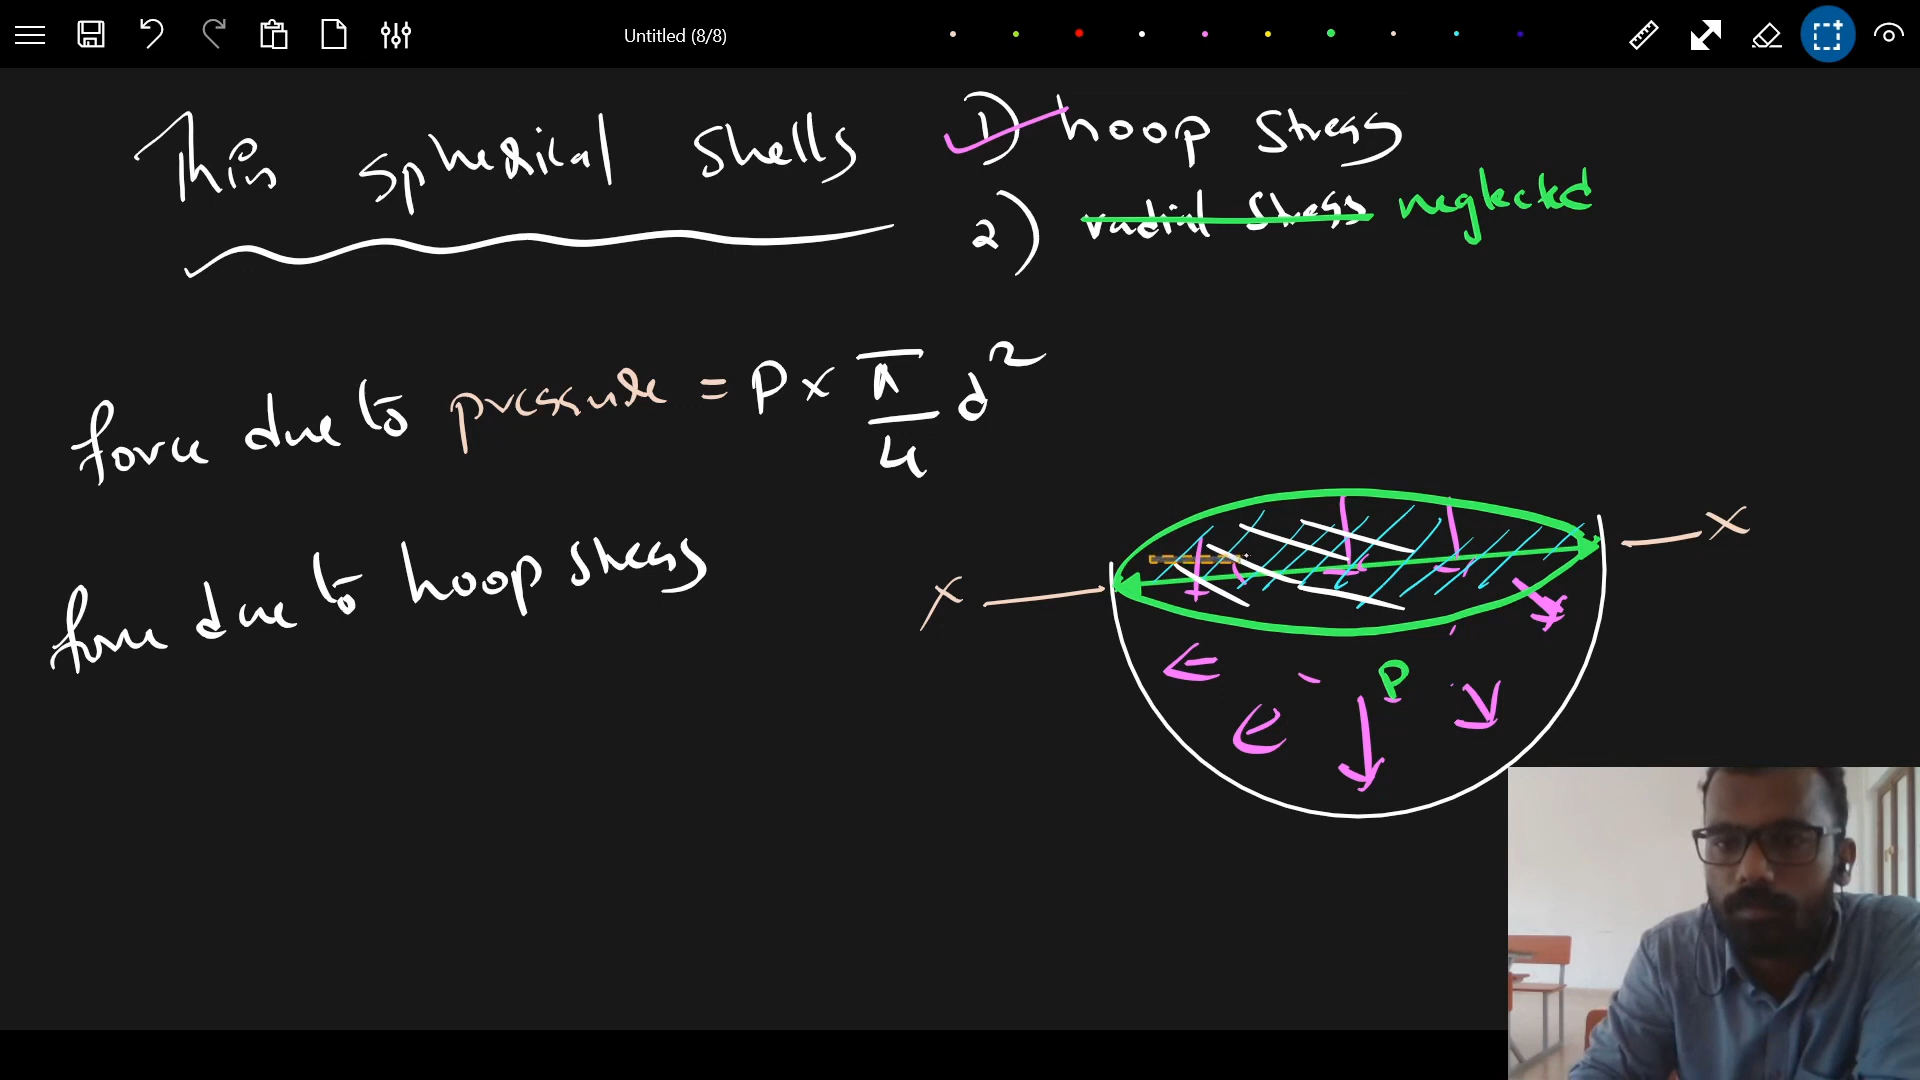 Untitled (8/8)
Thin spherical shells
1) hoop stress
2) radial stress neglected
force due to pressure = P x π/4 d²
force due to hoop stress
x
x
P